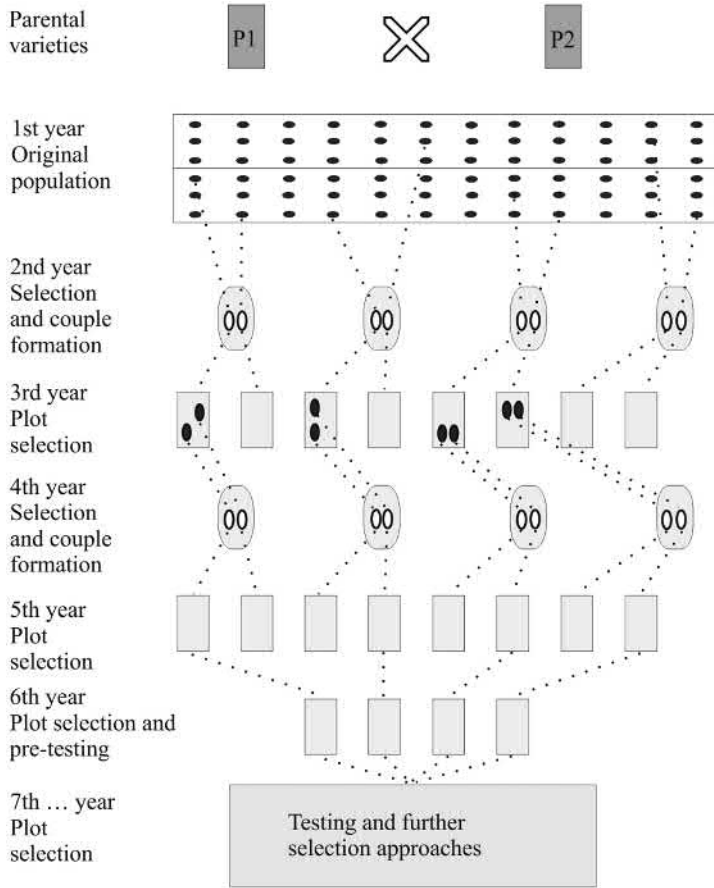 Parental
varieties
P1
P2
1st year
Original
population
2nd year
Selection
and couple
formation
3rd year
Plot
selection
4th year
Selection
and couple
formation
5th year
Plot
selection
6th year
Plot selection and
pre-testing
7th … year
Plot
selection
Testing and further
selection approaches